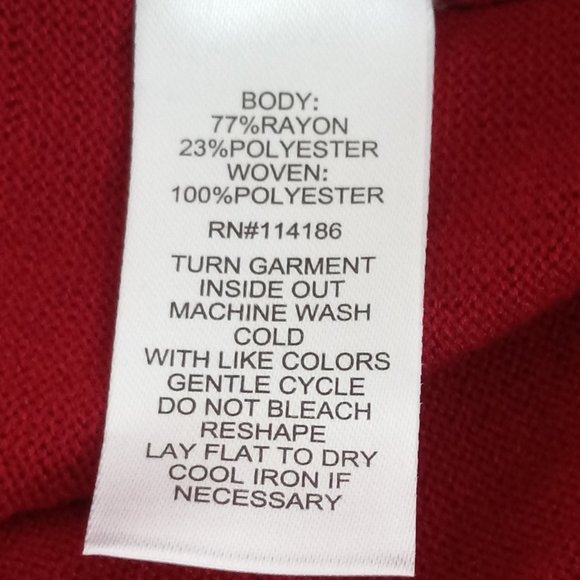 BODY:
77%RAYON
23%POLYESTER
WOVEN:
100%POLYESTER
RN#114186
TURN GARMENT
INSIDE OUT
MACHINE WASH
COLD
WITH LIKE COLORS
GENTLE CYCLE
DO NOT BLEACH
RESHAPE
LAY FLAT TO DRY
COOL IRON IF
NECESSARY